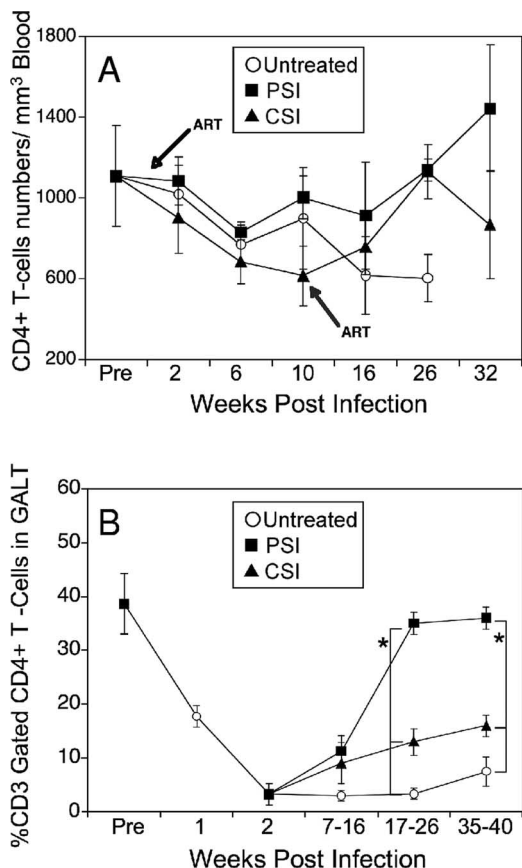 1800
1400
1000
600
200
CD4+ T-cells numbers/ mm³ Blood
A
Untreated
PSI
CSI
ART
ART
Pre 2 6 10 16 26 32
Weeks Post Infection
60
50
40
30
20
10
0
%CD3 Gated CD4+ T -Cells in GALT
B
Untreated
PSI
CSI
*
*
Pre 1 2 7-16 17-26 35-40
Weeks Post Infection